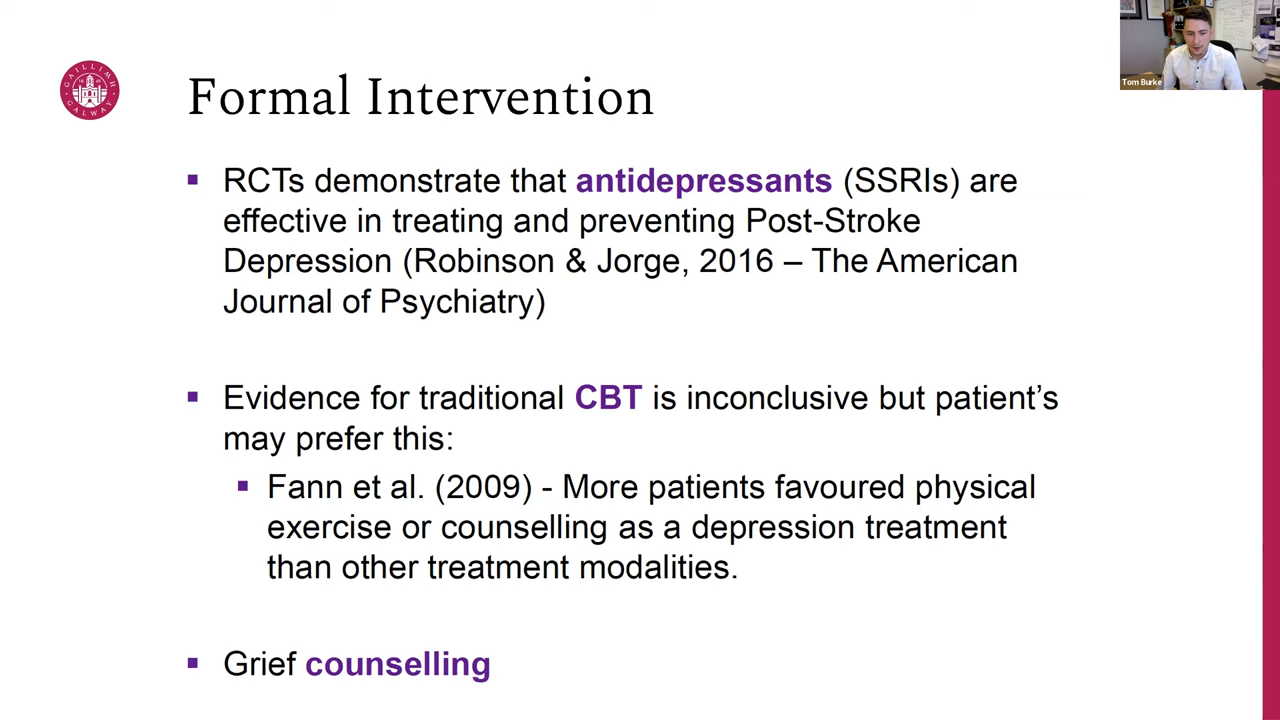 Formal Intervention
Tom Burke
GAILLIMH
GALWAY
RCTs demonstrate that antidepressants (SSRIs) are
effective in treating and preventing Post-Stroke
Depression (Robinson & Jorge, 2016 – The American
Journal of Psychiatry)
Evidence for traditional CBT is inconclusive but patient’s
may prefer this:
Fann et al. (2009) - More patients favoured physical
exercise or counselling as a depression treatment
than other treatment modalities.
Grief counselling